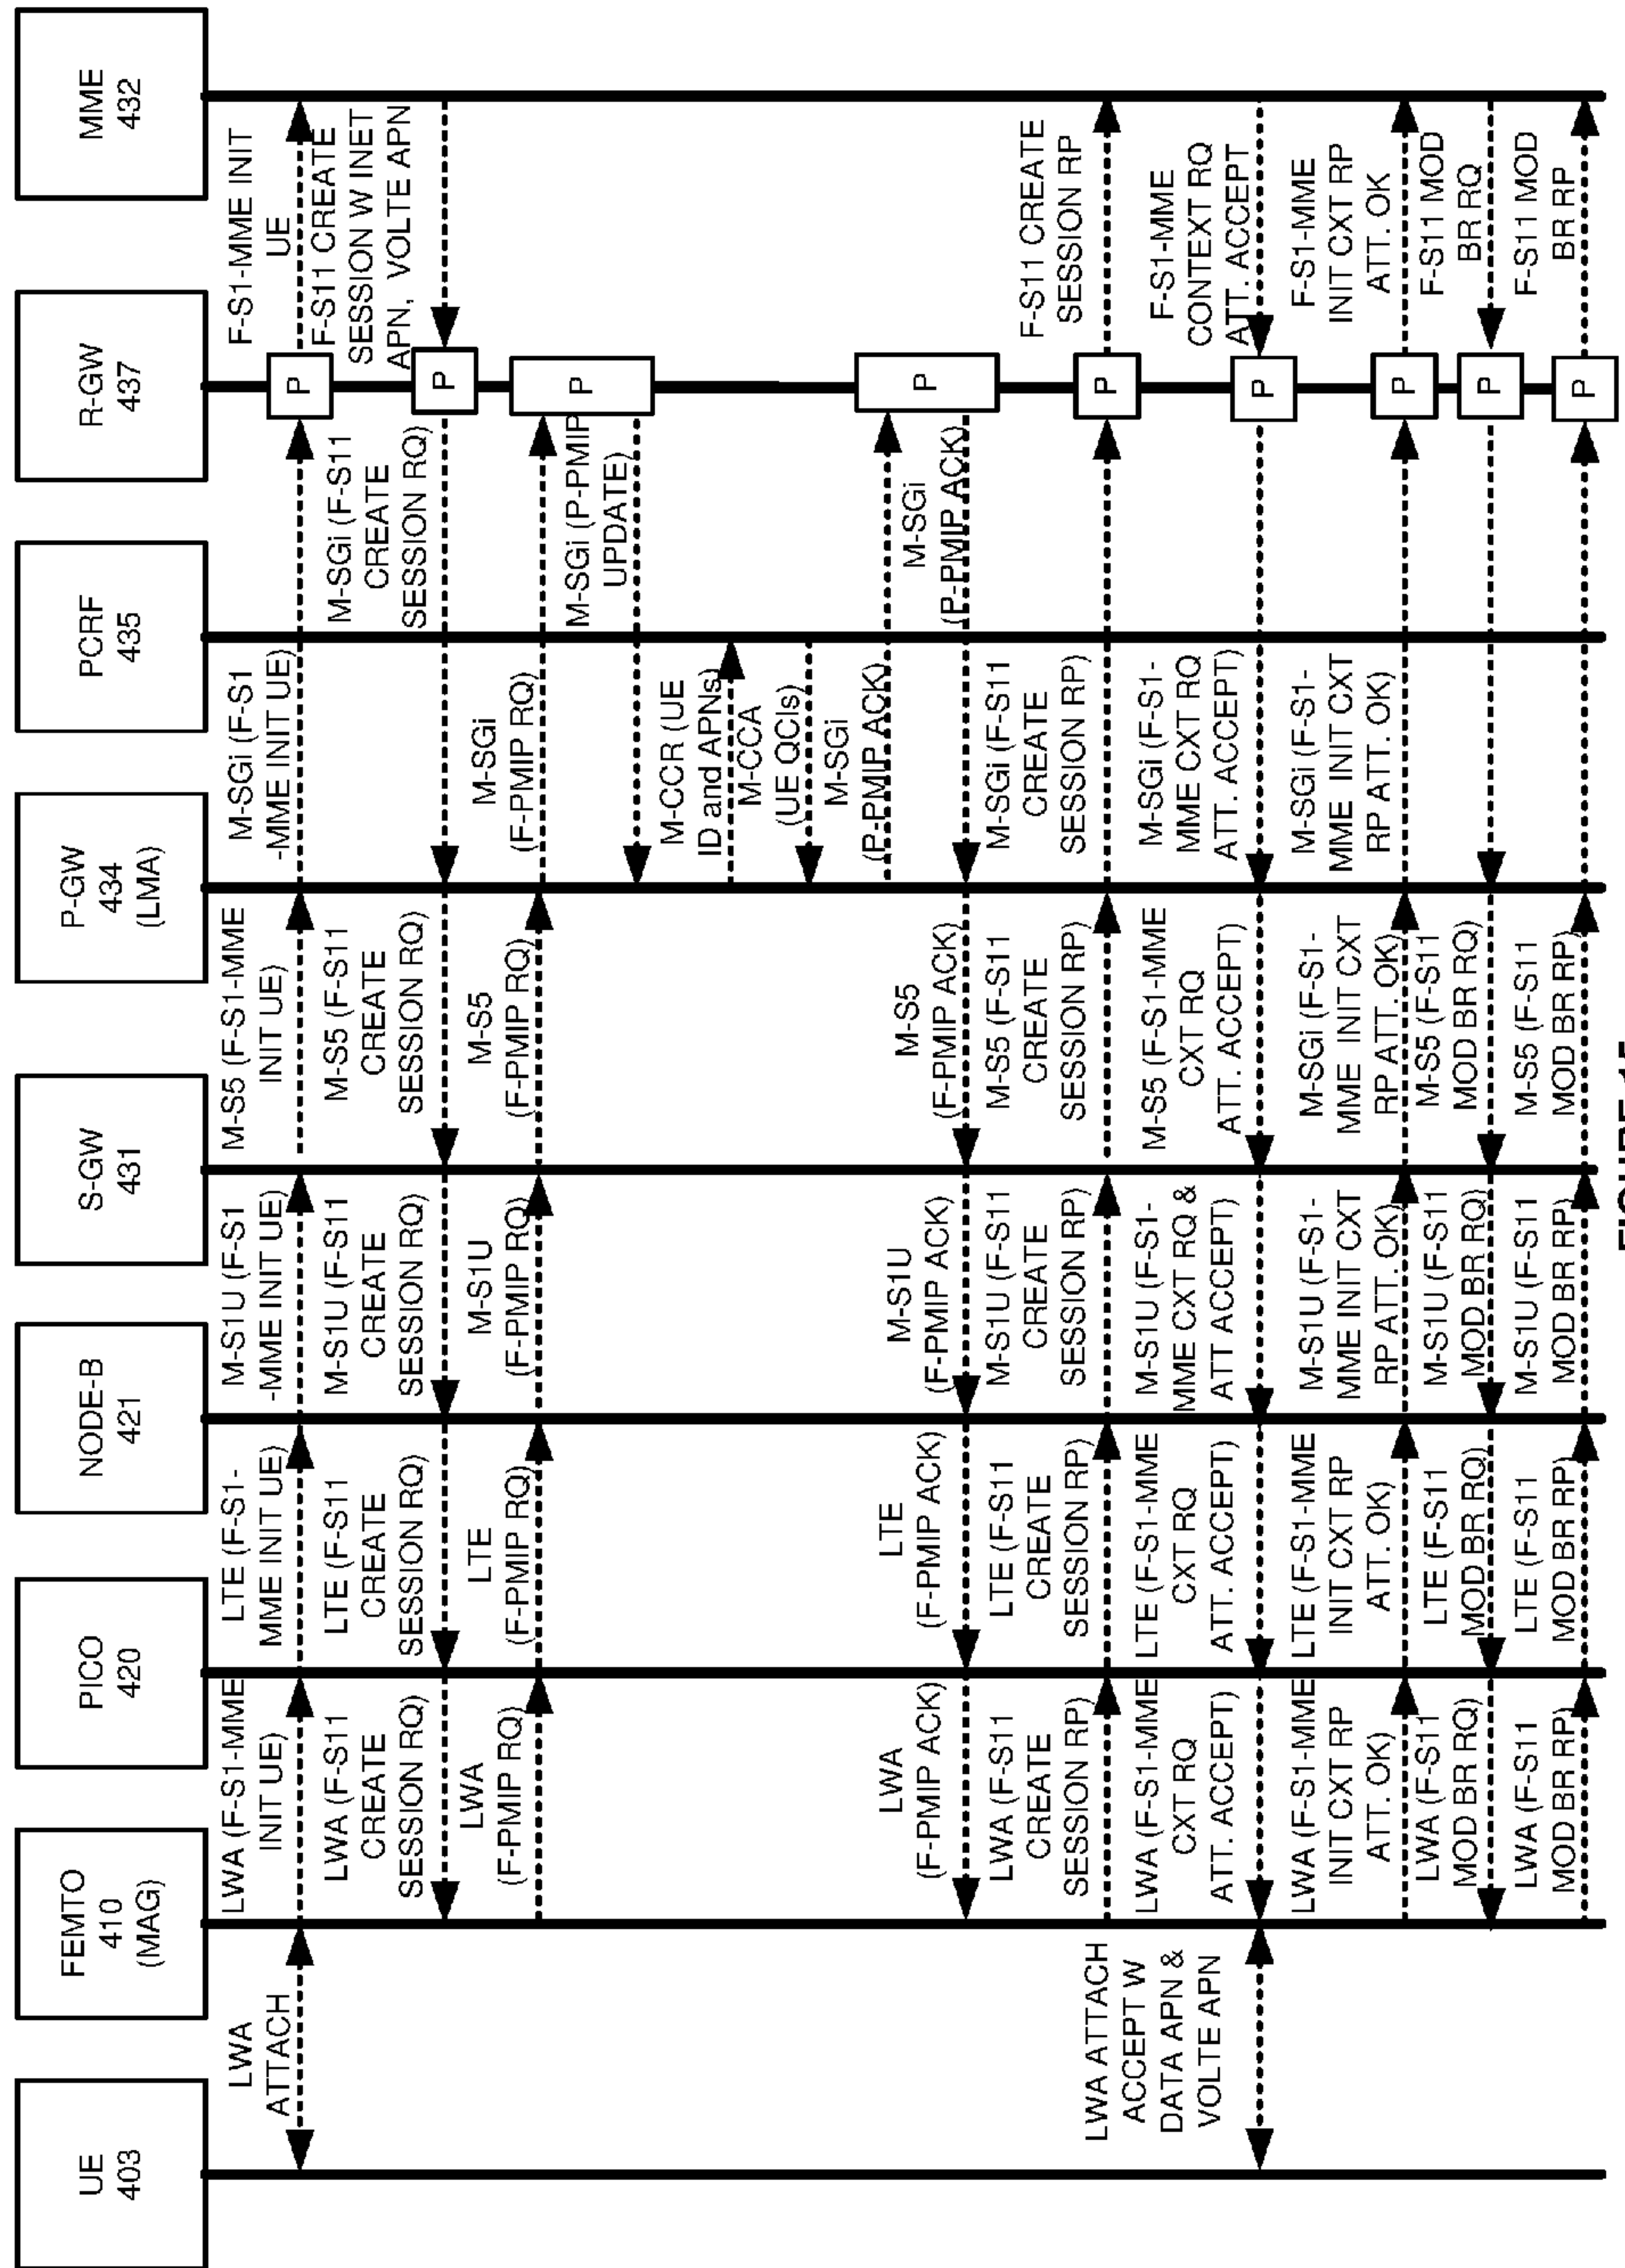 UE
403
FEMTO
410
(MAG)
PICO
420
NODE-B
421
S-GW
431
P-GW
434
(LMA)
PCRF
435
R-GW
437
MME
432
LWA
ATTACH
LWA (F-S1-MME
INIT UE)
LTE (F-S1-
MME INIT UE)
M-S1U (F-S1
-MME INIT UE)
M-S5 (F-S1-MME
INIT UE)
M-SGi (F-S1
-MME INIT UE)
P
F-S1-MME INIT
UE
LWA (F-S11
CREATE
SESSION RQ)
LTE (F-S11
CREATE
SESSION RQ)
M-S1U (F-S11
CREATE
SESSION RQ)
M-S5 (F-S11
CREATE
SESSION RQ)
M-SGi (F-S11
CREATE
SESSION RQ)
P
F-S11 CREATE
SESSION W INET
APN, VOLTE APN
LWA
(F-PMIP RQ)
LTE
(F-PMIP RQ)
M-S1U
(F-PMIP RQ)
M-S5
(F-PMIP RQ)
M-SGi
(F-PMIP RQ)
P
M-SGi (P-PMIP
UPDATE)
M-CCR (UE
ID and APNs)
M-CCA
(UE QCIs)
M-SGi
(P-PMIP ACK)
P
LWA
(F-PMIP ACK)
LTE
(F-PMIP ACK)
M-S1U
(F-PMIP ACK)
M-S5
(F-PMIP ACK)
M-SGi
(P-PMIP ACK)
LWA (F-S11
CREATE
SESSION RP)
LTE (F-S11
CREATE
SESSION RP)
M-S1U (F-S11
CREATE
SESSION RP)
M-S5 (F-S11
CREATE
SESSION RP)
M-SGi (F-S11
CREATE
SESSION RP)
P
F-S11 CREATE
SESSION RP
LWA ATTACH
ACCEPT W
DATA APN &
VOLTE APN
LWA (F-S1-MME
CXT RQ
ATT. ACCEPT)
LTE (F-S1-MME
CXT RQ
ATT. ACCEPT)
M-S1U (F-S1-
MME CXT RQ &
ATT ACCEPT)
M-S5 (F-S1-MME
CXT RQ
ATT. ACCEPT)
M-SGi (F-S1-
MME CXT RQ
ATT. ACCEPT)
P
F-S1-MME
CONTEXT RQ
ATT. ACCEPT
LWA (F-S1-MME
INIT CXT RP
ATT. OK)
LTE (F-S1-MME
INIT CXT RP
ATT. OK)
M-S1U (F-S1-
MME INIT CXT
RP ATT. OK)
M-SGi (F-S1-
MME INIT CXT
RP ATT. OK)
M-SGi (F-S1-
MME INIT CXT
RP ATT. OK)
P
F-S1-MME
INIT CXT RP
ATT. OK
LWA (F-S11
MOD BR RQ)
LTE (F-S11
MOD BR RQ)
M-S1U (F-S11
MOD BR RQ)
M-S5 (F-S11
MOD BR RQ)
P
F-S11 MOD
BR RQ
LWA (F-S11
MOD BR RP)
LTE (F-S11
MOD BR RP)
M-S1U (F-S11
MOD BR RP)
M-S5 (F-S11
MOD BR RP)
P
F-S11 MOD
BR RP